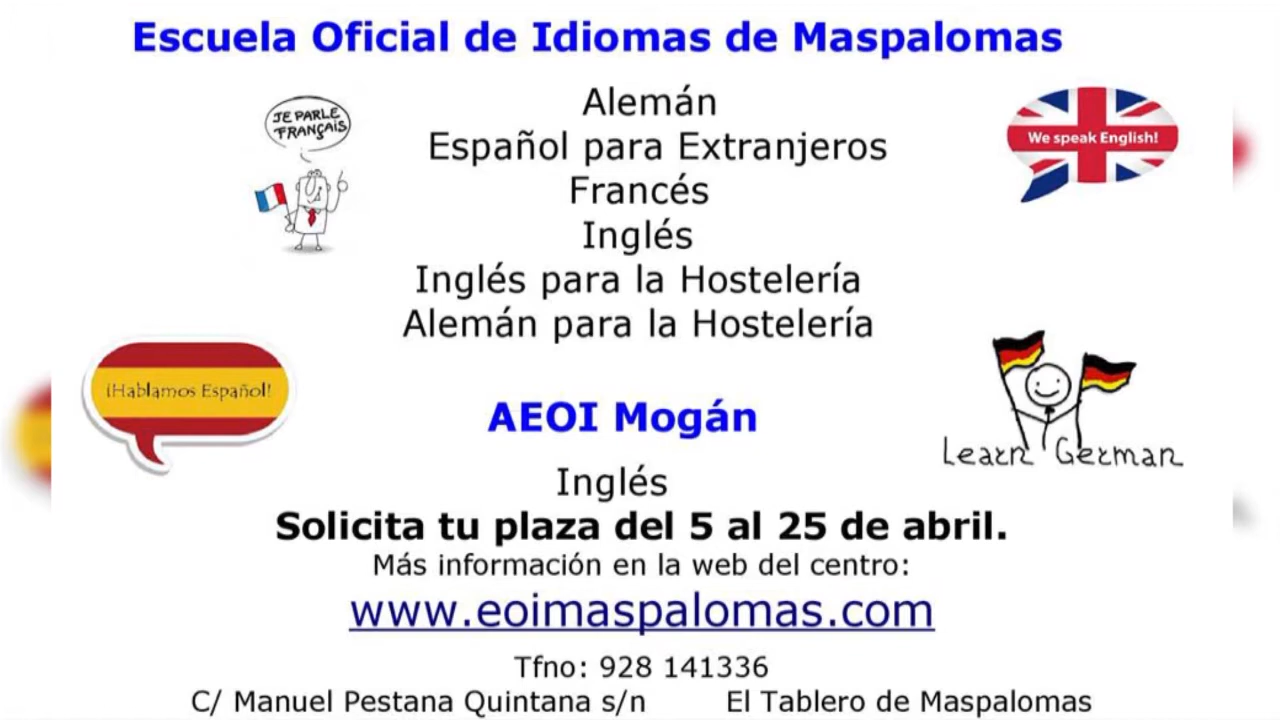 Escuela Oficial de Idiomas de Maspalomas
JE PARLE
FRANÇAIS
Alemán
Español para Extranjeros
Francés
Inglés
Inglés para la Hostelería
Alemán para la Hostelería
We speak English!
¡Hablamos Español!
Learn German
AEOI Mogán
Inglés
Solicita tu plaza del 5 al 25 de abril.
Más información en la web del centro:
www.eoimaspalomas.com
Tfno: 928 141336
C/ Manuel Pestana Quintana s/n El Tablero de Maspalomas